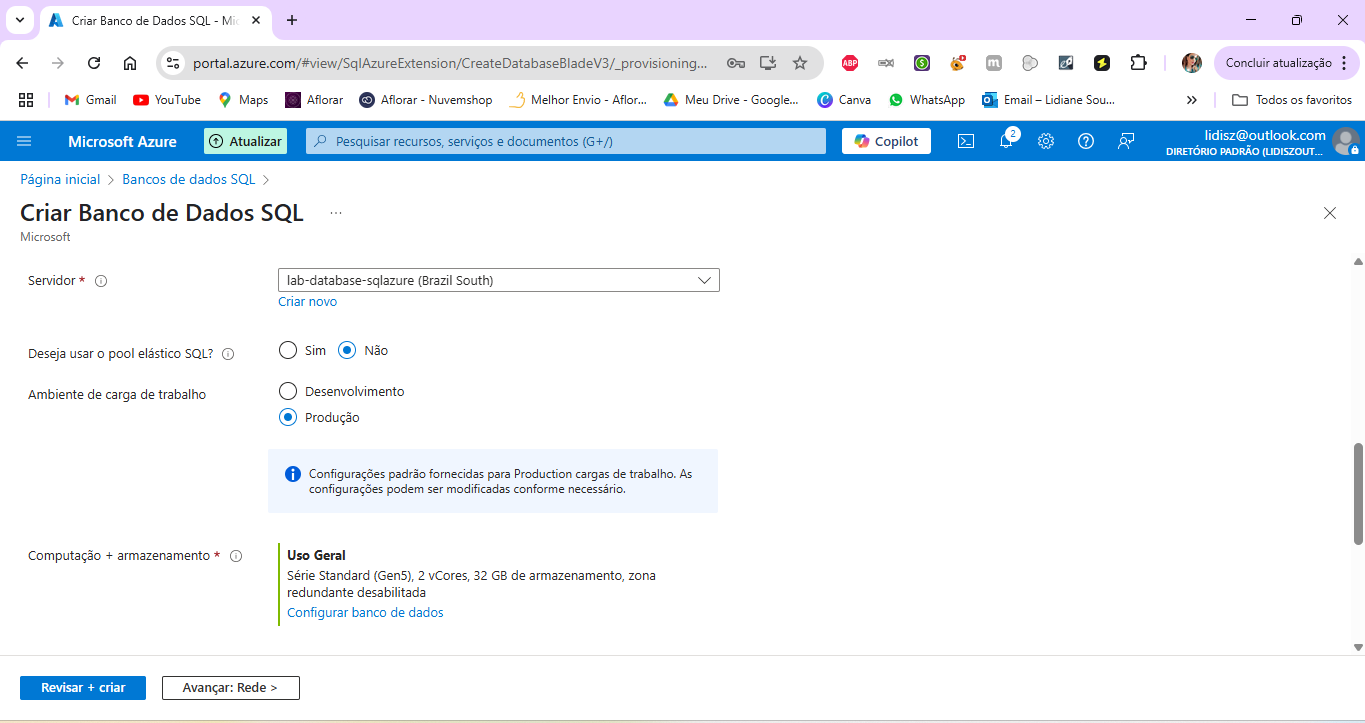 Criar Banco de Dados SQL - Mic
portal.azure.com/#view/SqlAzureExtension/CreateDatabaseBladeV3/_provisioning...
ABP
Concluir atualização
Gmail
YouTube
Maps
Aflorar
Aflorar - Nuvemshop
Melhor Envio - Aflor...
Meu Drive - Google...
Canva
WhatsApp
Email – Lidiane Sou...
Todos os favoritos
Microsoft Azure
Atualizar
Pesquisar recursos, serviços e documentos (G+/)
Copilot
2
lidisz@outlook.com
DIRETÓRIO PADRÃO (LIDISZOUT...
Página inicial > Bancos de dados SQL >
Criar Banco de Dados SQL ...
Microsoft
Servidor *
lab-database-sqlazure (Brazil South)
Criar novo
Deseja usar o pool elástico SQL?
Sim
Não
Ambiente de carga de trabalho
Desenvolvimento
Produção
Configurações padrão fornecidas para Production cargas de trabalho. As
configurações podem ser modificadas conforme necessário.
Computação + armazenamento *
Uso Geral
Série Standard (Gen5), 2 vCores, 32 GB de armazenamento, zona
redundante desabilitada
Configurar banco de dados
Revisar + criar
Avançar: Rede >